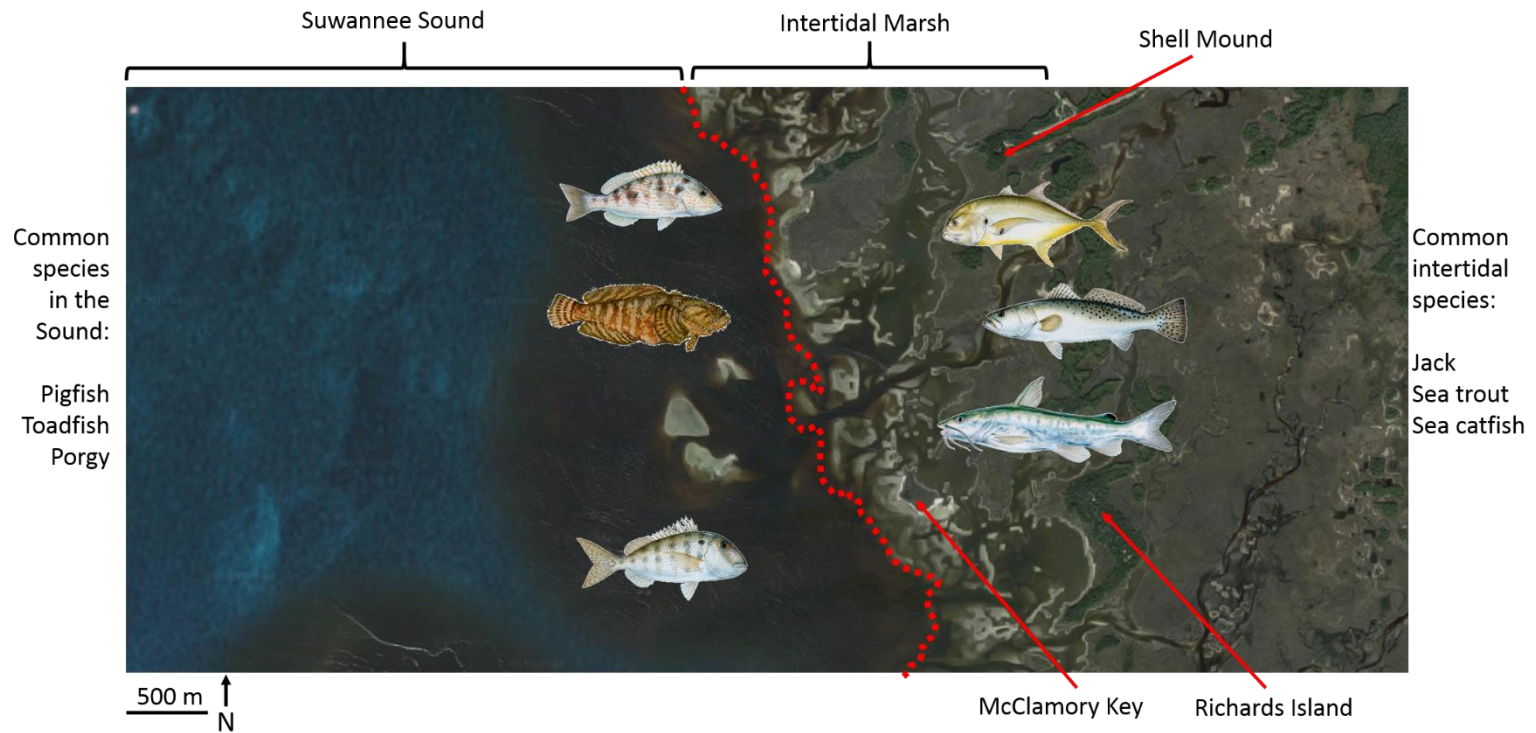 Suwannee Sound
Intertidal Marsh
Shell Mound
Common
species
in the
Sound:
Pigfish
Toadfish
Porgy
Common
intertidal
species:
Jack
Sea trout
Sea catfish
500 m
N
McClamory Key
Richards Island